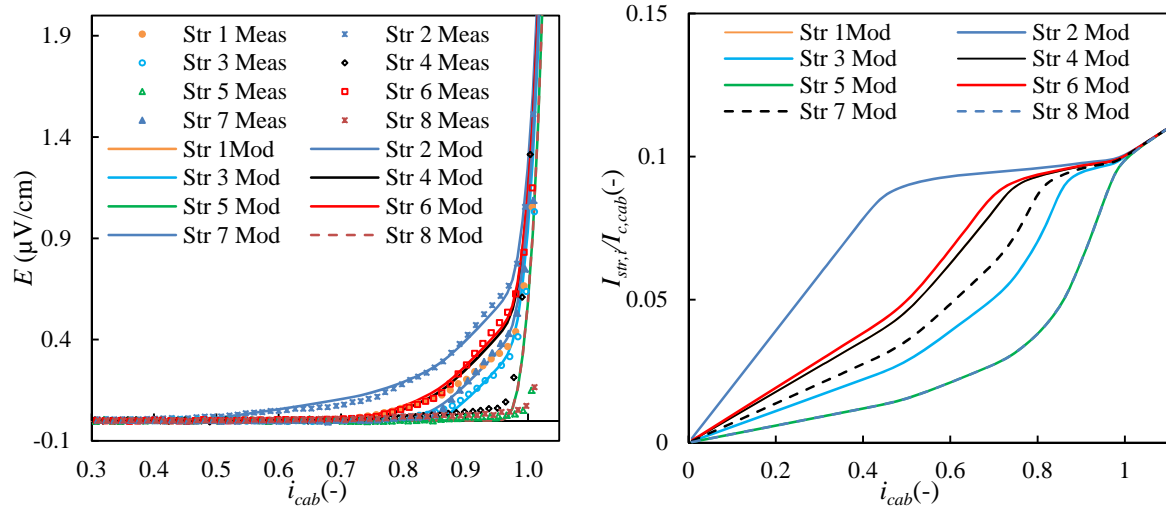 1.9
1.4
0.9
0.4
-0.1
E (µV/cm)
Str 1 Meas Str 2 Meas
Str 3 Meas Str 4 Meas
Str 5 Meas Str 6 Meas
Str 7 Meas Str 8 Meas
Str 1Mod Str 2 Mod
Str 3 Mod Str 4 Mod
Str 5 Mod Str 6 Mod
Str 7 Mod Str 8 Mod
0.3 0.4 0.5 0.6 0.7 0.8 0.9 1.0
i_cab(-)
0.15
0.1
0.05
0
I_str,i/I_c,cab(-)
Str 1Mod Str 2 Mod
Str 3 Mod Str 4 Mod
Str 5 Mod Str 6 Mod
Str 7 Mod Str 8 Mod
0 0.2 0.4 0.6 0.8 1
i_cab(-)